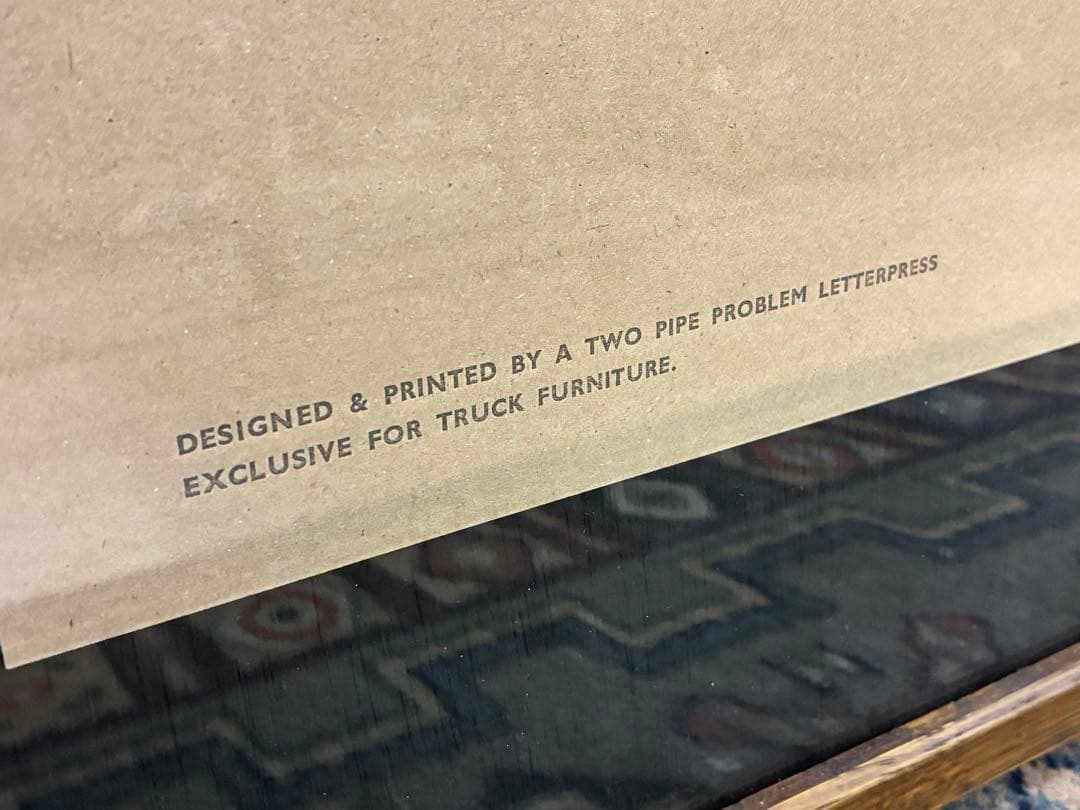 DESIGNED & PRINTED BY A TWO PIPE PROBLEM LETTERPRESS
EXCLUSIVE FOR TRUCK FURNITURE.